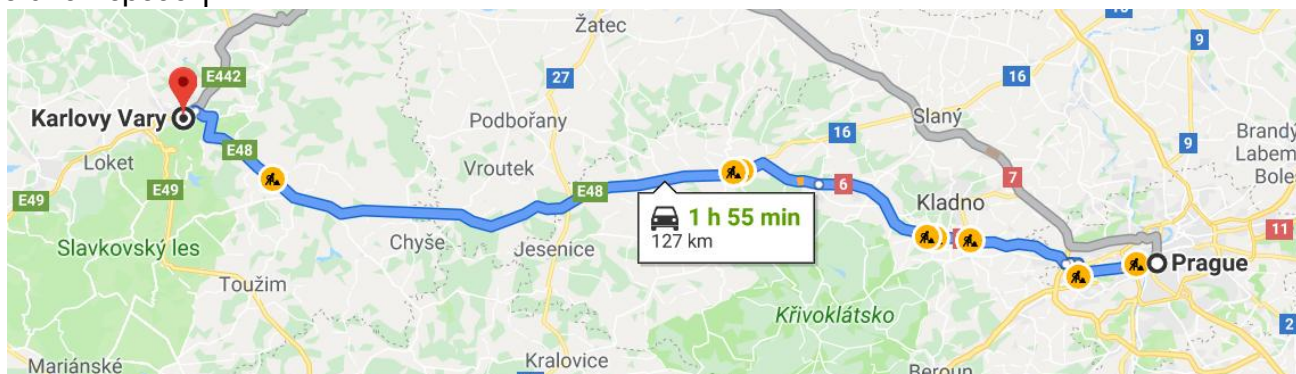 Žatec
9
E442
27
16
Karlovy Vary
Podbořany
16
Slaný
Brandý
Labem
Bole
E48
9
Loket
Vroutek
7
E49
E49
E48
6
Kladno
1 h 55 min
127 km
11
Slavkovský les
Chyše
Jesenice
Prague
Toužim
Křivoklátsko
2
Mariánské
Kralovice
Beroun